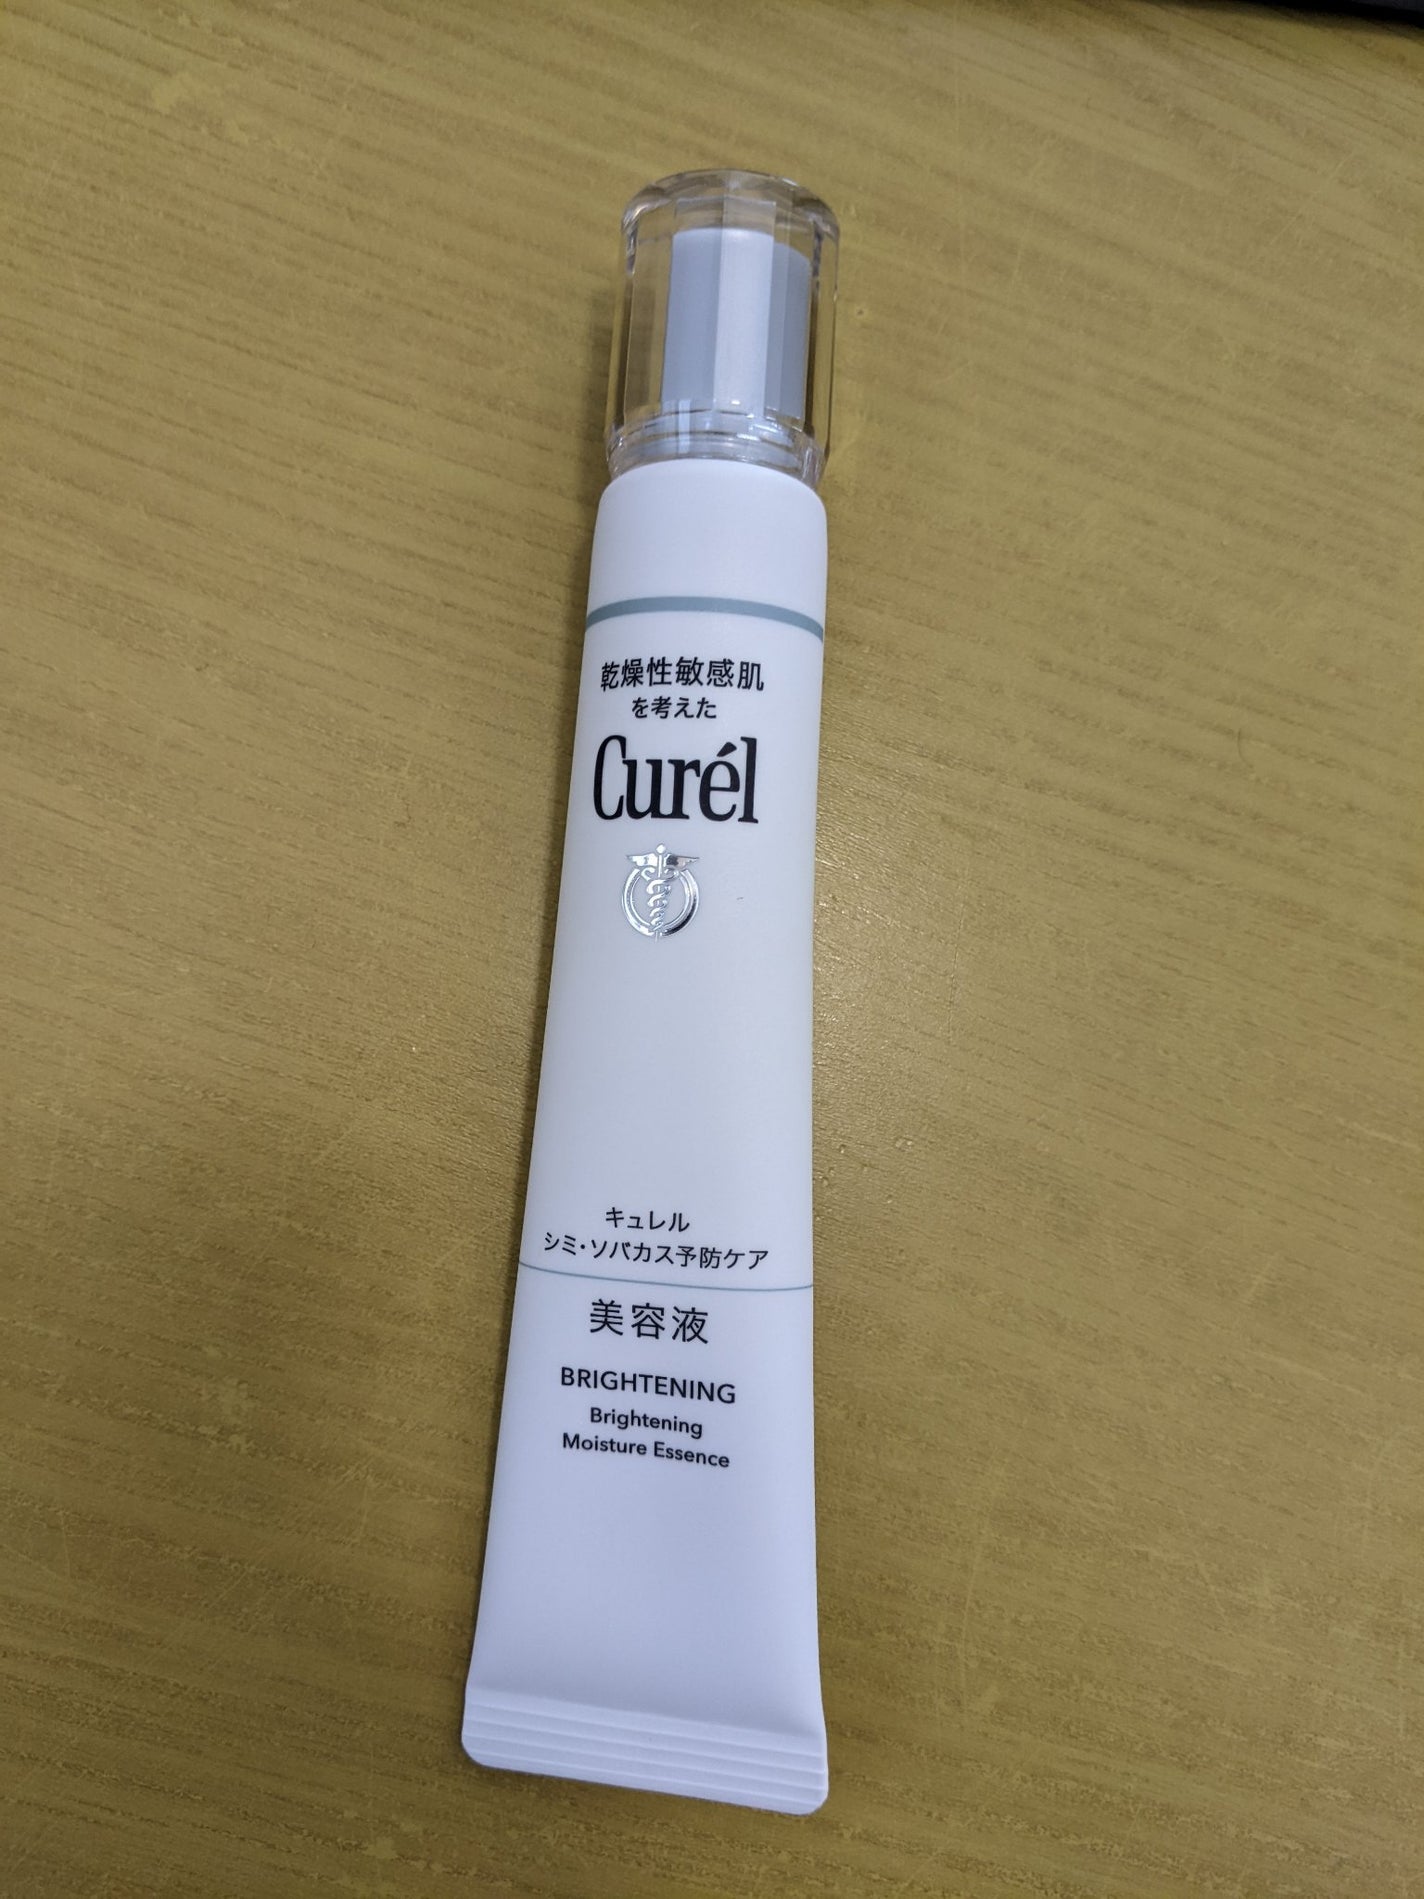 乾燥性敏感肌
を考えた
Curél
キュレル
シミ･ソバカス予防ケア
美容液
BRIGHTENING
Brightening
Moisture Essence